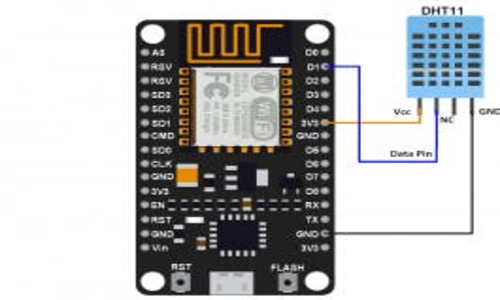 DHT11
Vcc
NC
GND
Data Pin
A0
RSV
RSV
SD3
SD2
SD1
CMD
SD0
CLK
GND
3V3
EN
RST
GND
Vin
D0
D1
D2
D3
D4
3V3
GND
D5
D6
D7
D8
RX
TX
GND
3V3
WiFi
RST
FLASH